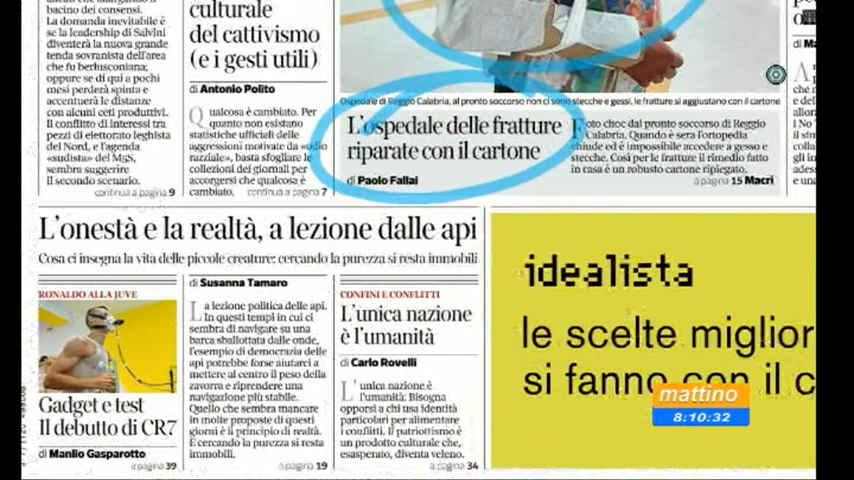 bacino dei consensi.
La domanda inevitabile è
se la leadership di Salvini
diventerà la nuova grande
tenda sovranista dell'area
che fu berlusconiana;
oppure se di qui a pochi
mesi perderà spinta e
accentuerà le distanze
con alcuni ceti produttivi.
Il conflitto di interessi tra
pezzi di elettorato leghista
del Nord, e l'agenda
«sudista» del M5S,
sembra suggerire
il secondo scenario.
continua a pagina 9
culturale
del cattivismo
(e i gesti utili)
di Antonio Polito
Qualcosa è cambiato. Per
quanto non esistano
statistiche ufficiali delle
aggressioni motivate da «odio
razziale», basta sfogliare le
collezioni dei giornali per
accorgersi che qualcosa è
cambiato. continua a pagina 7
Ospedale di Reggio Calabria, al pronto soccorso non ci sono stecche e gessi, le fratture si aggiustano con il cartone
L'ospedale delle fratture
riparate con il cartone
di Paolo Fallai
Foto choc dal pronto soccorso di Reggio
Calabria. Quando è sera l'ortopedia
chiude ed è impossibile accedere a gesso e
stecche. Così per le fratture il rimedio fatto
in casa è un robusto cartone ripiegato.
a pagina 15 Macrì
L'onestà e la realtà, a lezione dalle api
Cosa ci insegna la vita delle piccole creature: cercando la purezza si resta immobili
RONALDO ALLA JUVE
Gadget e test
Il debutto di CR7
di Manlio Gasparotto
a pagina 39
di Susanna Tamaro
La lezione politica delle api.
In questi tempi in cui ci
sembra di navigare su una
barca sballottata dalle onde,
l'esempio di democrazia delle
api potrebbe forse aiutarci a
mettere al centro il peso della
zavorra e riprendere una
navigazione più stabile.
Quello che sembra mancare
in molte proposte di questi
giorni è il principio di realtà.
E cercando la purezza si resta
immobili.
a pagina 19
CONFINI E CONFLITTI
L'unica nazione
è l'umanità
di Carlo Rovelli
L'unica nazione è
l'umanità. Bisogna
opporsi a chi usa identità
particolari per alimentare
i conflitti. Il patriottismo è
un prodotto culturale che,
esasperato, diventa veleno.
a pagina 34
idealista
le scelte miglior
si fanno con il c
mattino
8:10:32